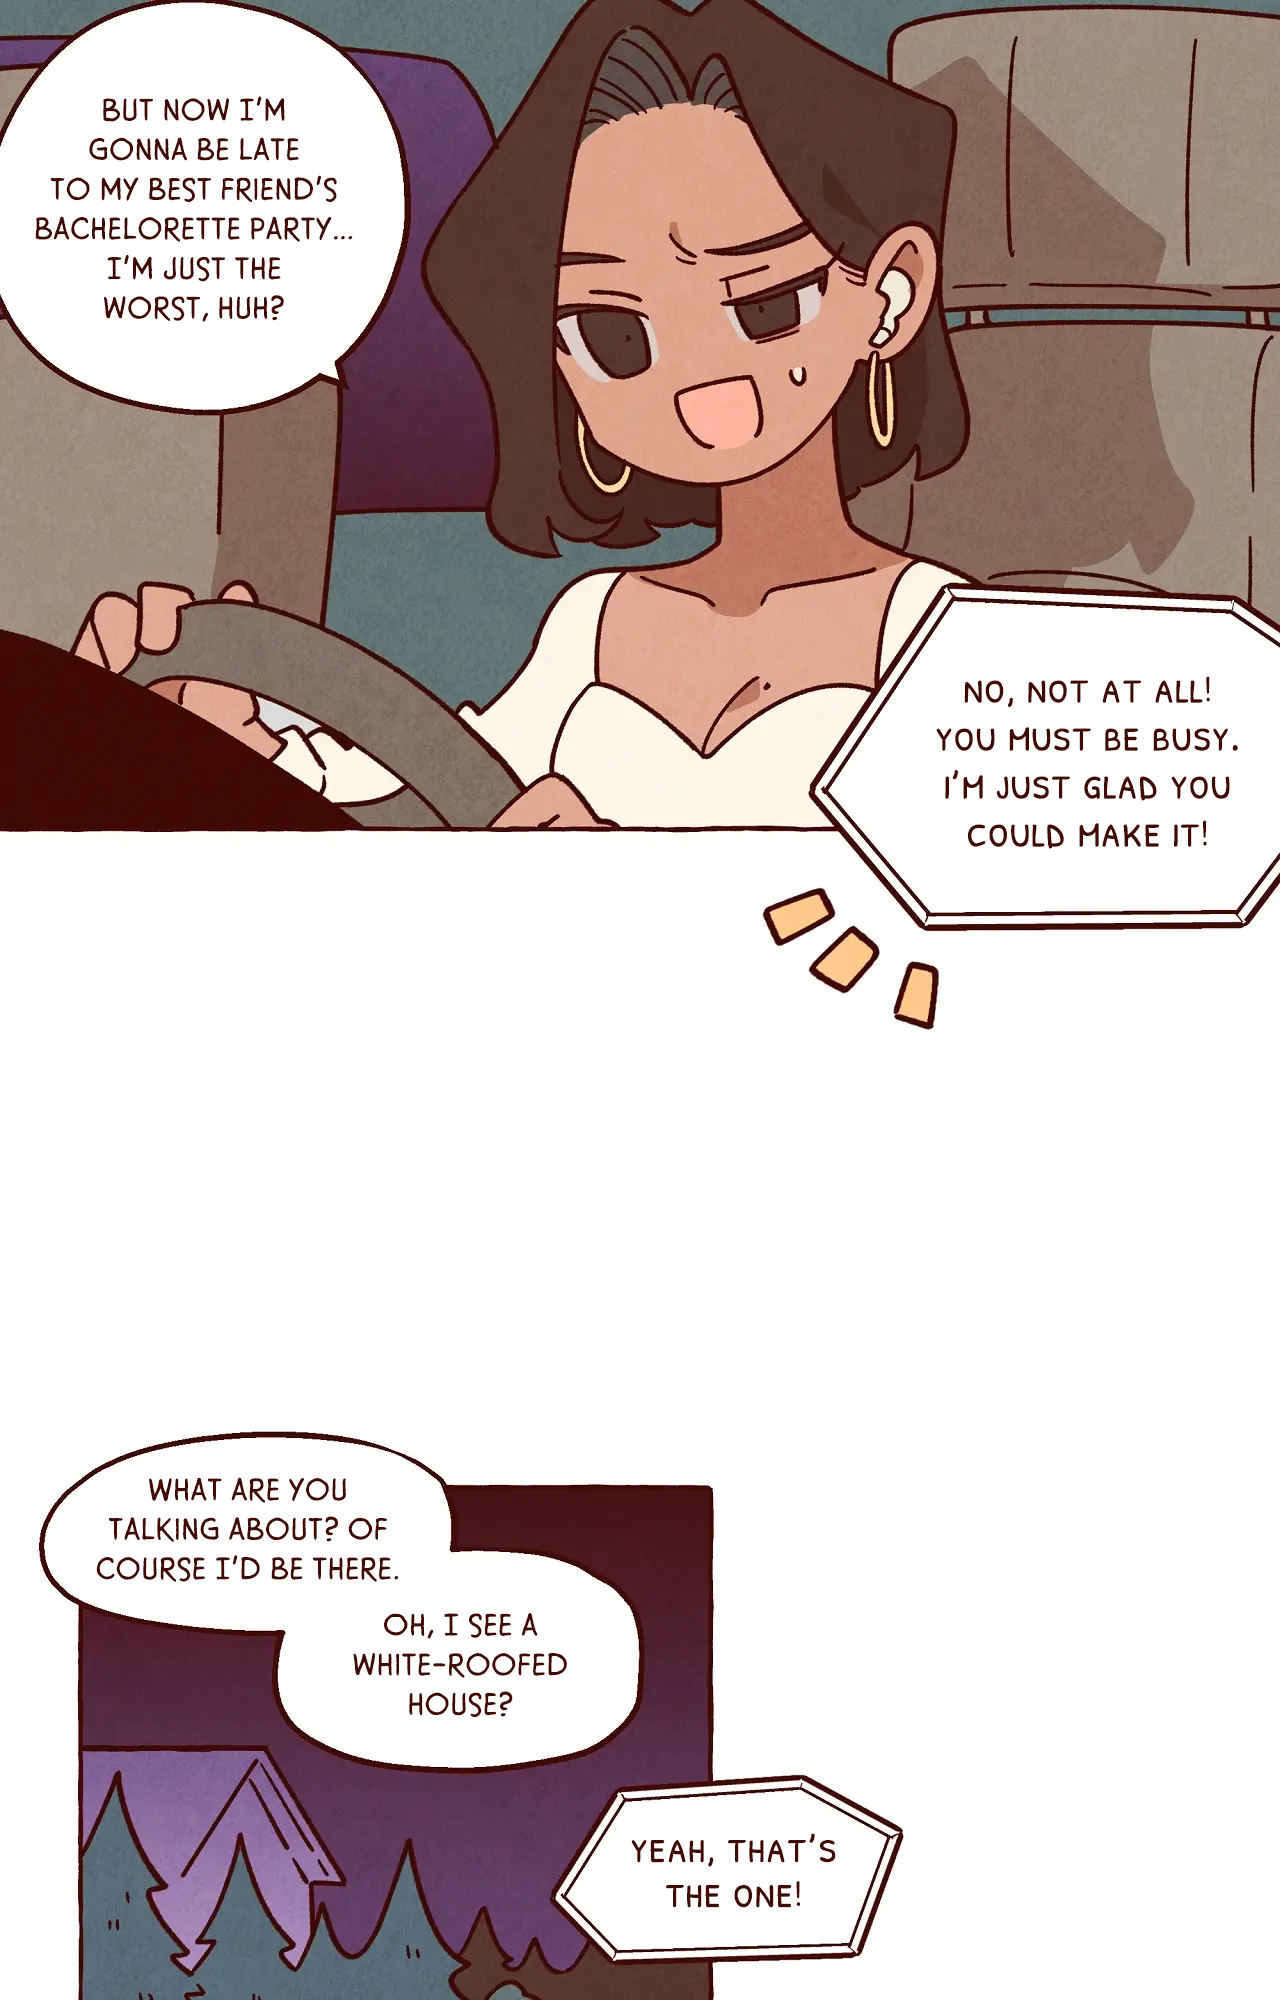 BUT NOW I'M
GONNA BE LATE
TO MY BEST FRIEND'S
BACHELORETTE PARTY...
I'M JUST THE
WORST, HUH?
NO, NOT AT ALL!
YOU MUST BE BUSY.
I'M JUST GLAD YOU
COULD MAKE IT!
WHAT ARE YOU
TALKING ABOUT? OF
COURSE I'D BE THERE.
OH, I SEE A
WHITE-ROOFED
HOUSE?
YEAH, THAT'S
THE ONE!